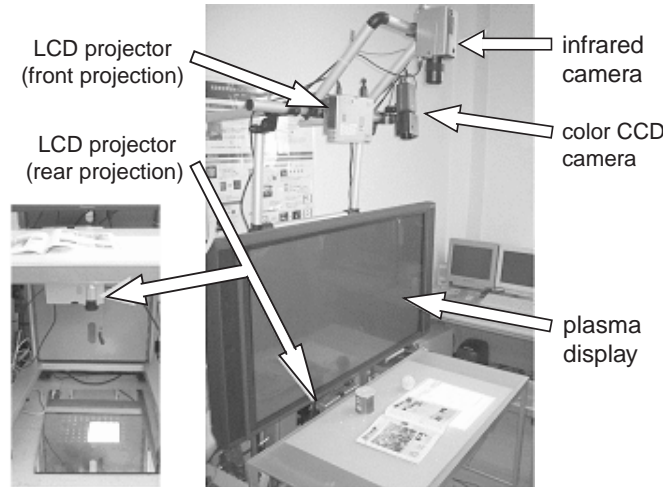 LCD projector
(front projection)
infrared
camera
LCD projector
(rear projection)
color CCD
camera
plasma
display